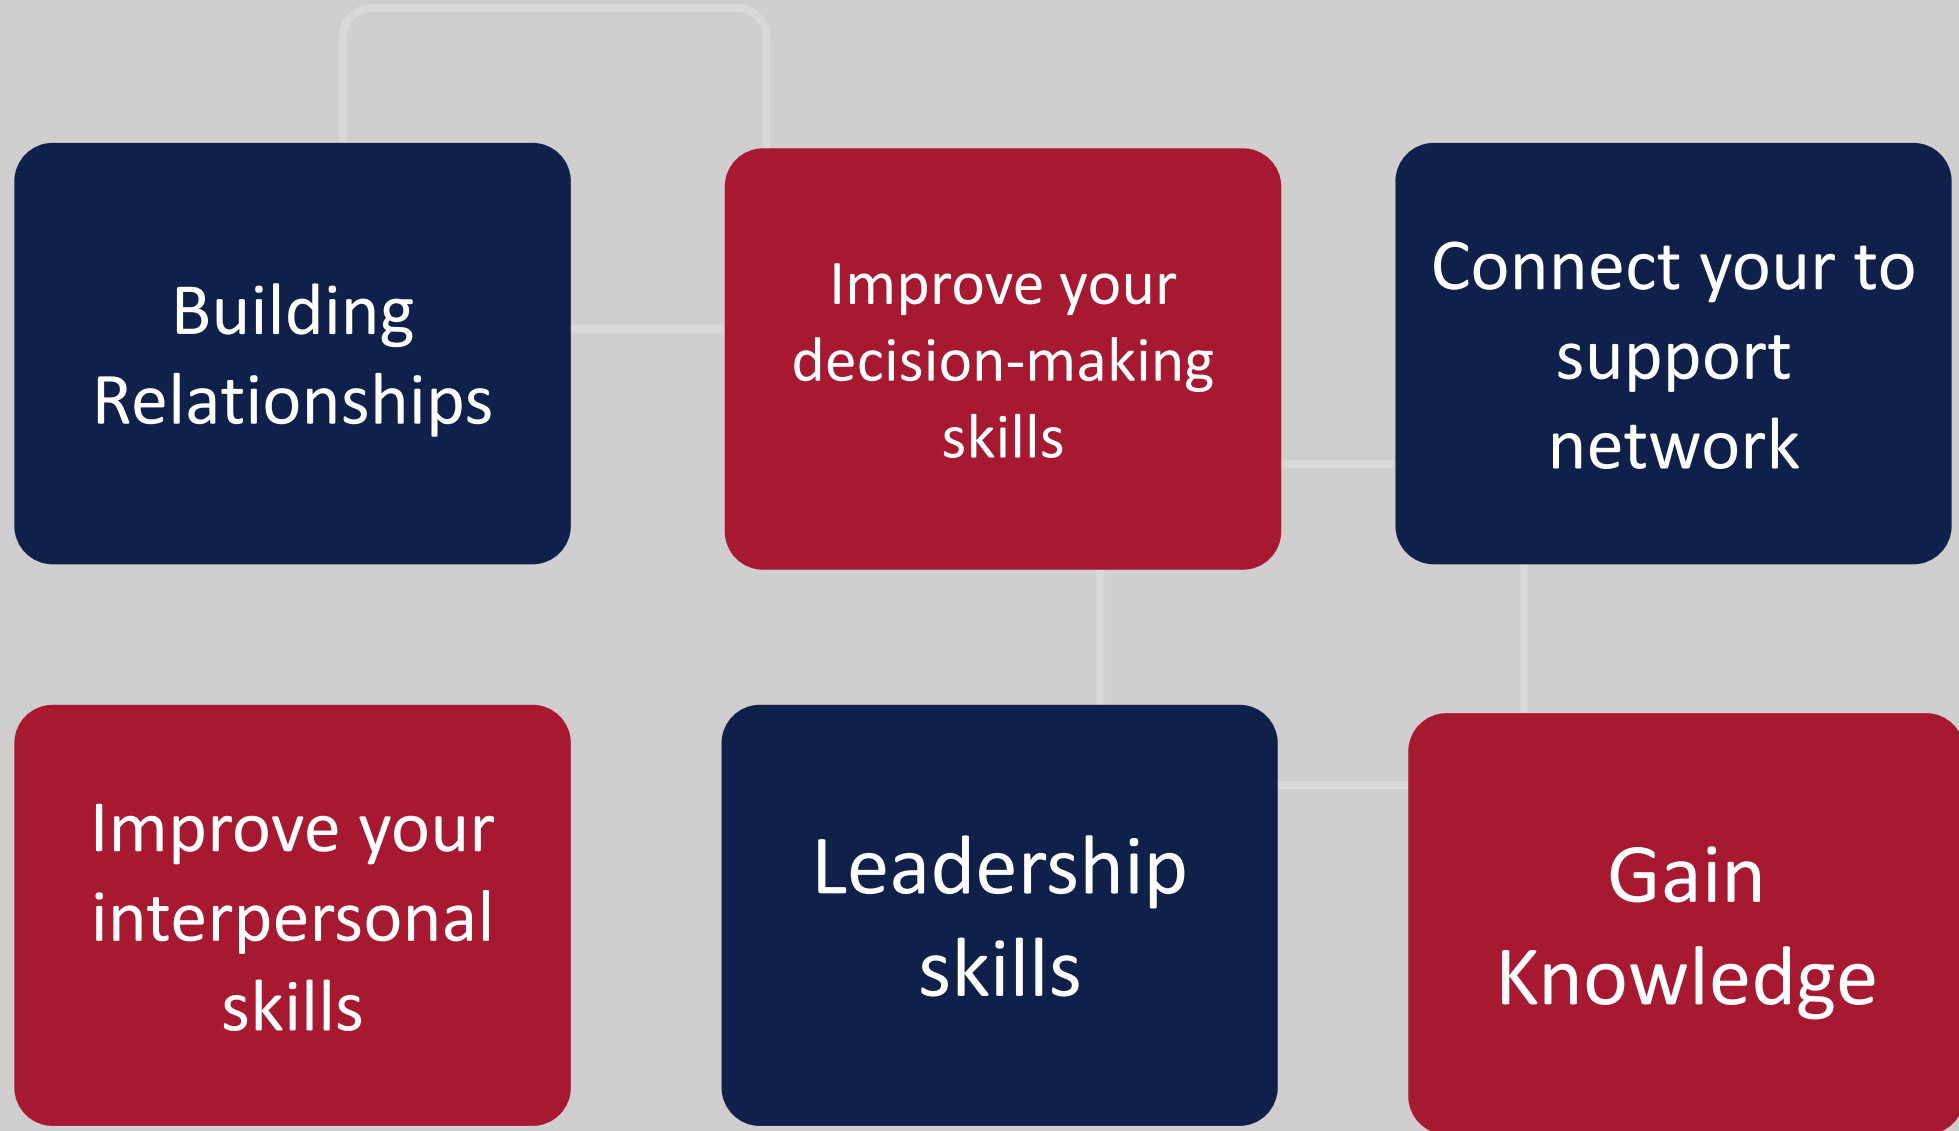 Building
Relationships
Improve your
decision-making
skills
Connect your to
support
network
Improve your
interpersonal
skills
Leadership
skills
Gain
Knowledge